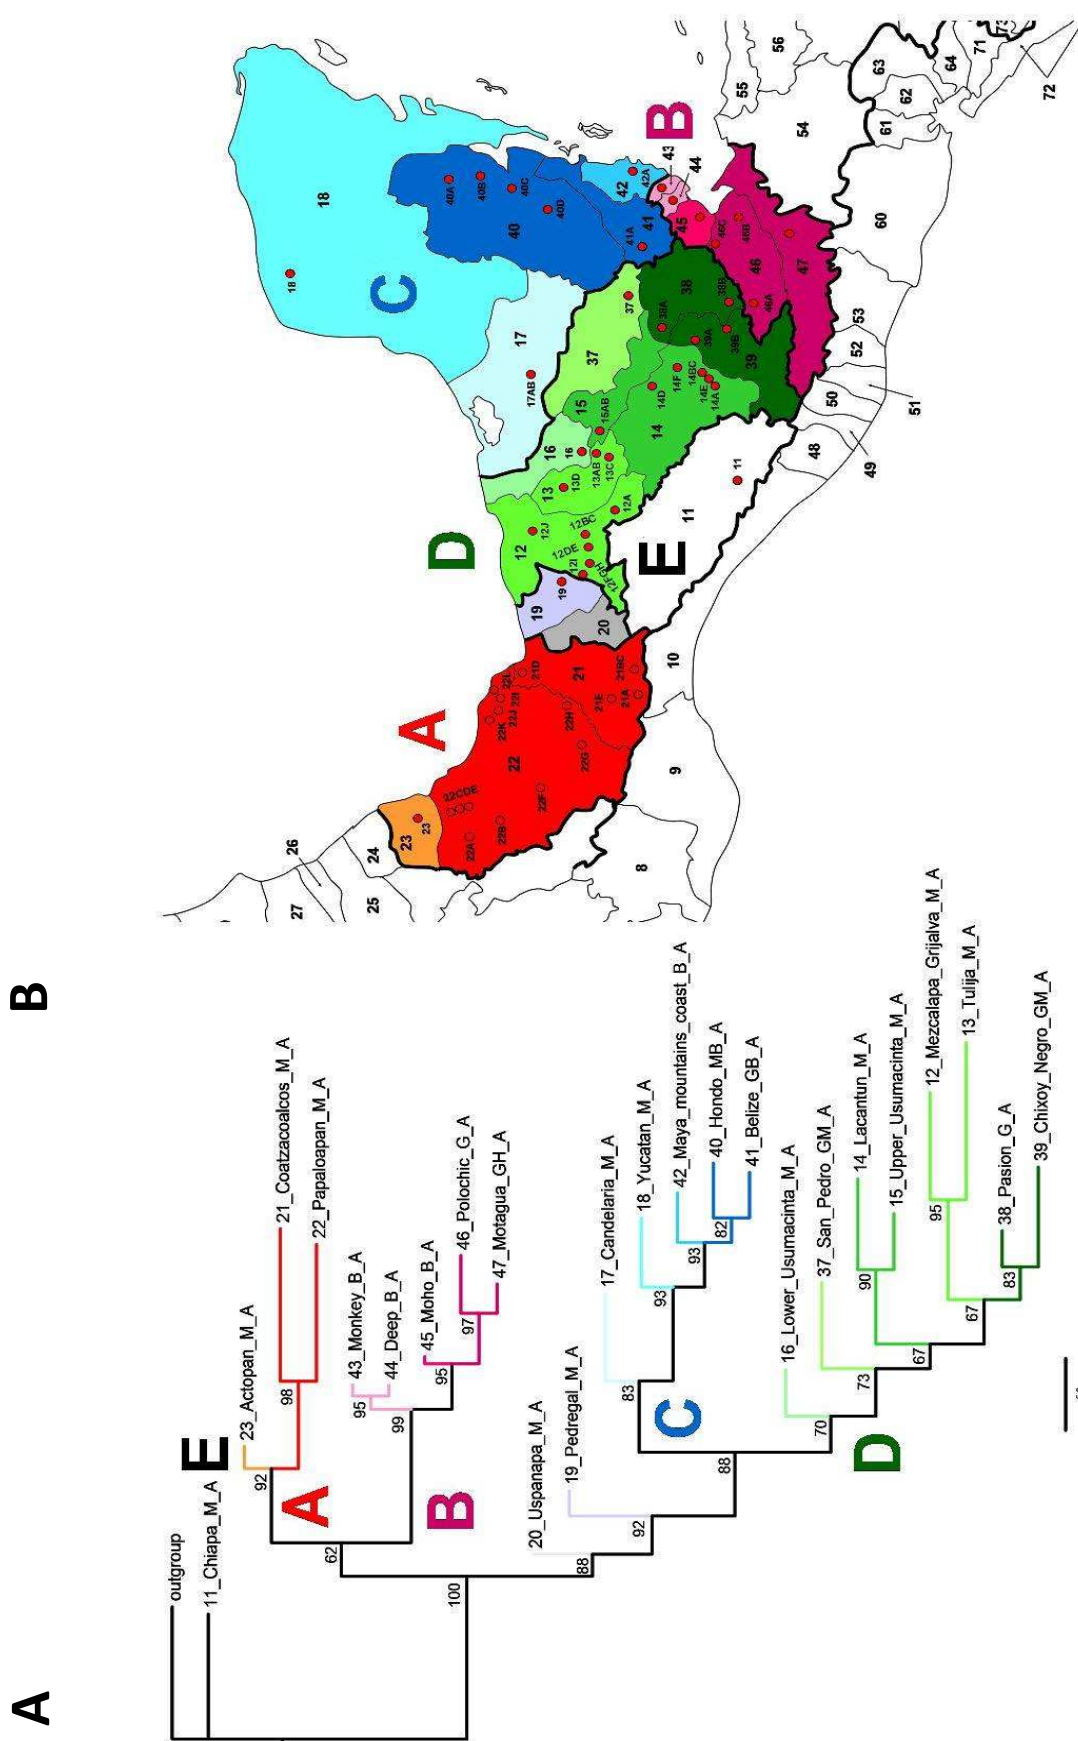 A
outgroup
11_Chiapa_M_A
E
23_Actopan_M_A
92
A
98
21_Coatzacoalcos_M_A
22_Papaloapan_M_A
62
43_Monkey_B_A
95
44_Deep_B_A
99
B
95
45_Moho_B_A
97
46_Polochic_G_A
47_Motagua_GH_A
100
20_Uspanapa_M_A
88
19_Pedregal_M_A
92
17_Candelaria_M_A
83
C
18_Yucatan_M_A
93
42_Maya_mountains_coast_B_A
93
40_Hondo_MB_A
82
41_Belize_GB_A
88
16_Lower_Usumacinta_M_A
70
D
37_San_Pedro_GM_A
73
14_Lacantun_M_A
90
15_Upper_Usumacinta_M_A
67
12_Mezcalapa_Grijalva_M_A
95
13_Tulija_M_A
67
38_Pasion_G_A
83
39_Chixoy_Negro_GM_A
B
27
26
25
24
23
23
A
22A
22B
22CDE
22F
22
22G
22H
22K
22J
22I
22L
21D
21
21E
21A
21BC
8
9
10
19
19
20
D
12
12J
12I
12DE
12BC
12FGH
12A
13
13D
13AB
13C
16
16
15
15AB
14
14D
14F
14BC
14E
14A
E
11
11
C
17
17AB
18
18
37
37
40
40A
40B
40C
40D
41
41A
42
42A
B
43
44
45
38
38A
38B
39
39A
39B
46
46A
46B
46C
47
48
49
50
51
52
53
54
55
56
60
61
62
63
64
71
72
73